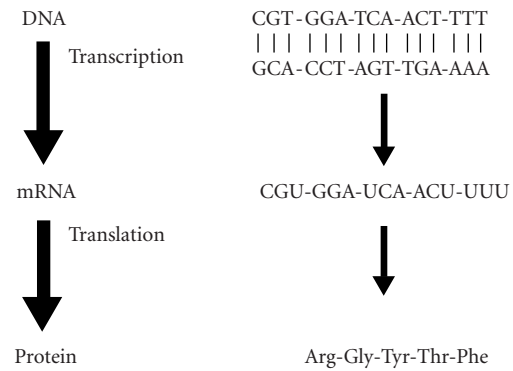 DNA CGT-GGA-TCA-ACT-TTT
Transcription
GCA-CCT-AGT-TGA-AAA
mRNA CGU-GGA-UCA-ACU-UUU
Translation
Protein Arg-Gly-Tyr-Thr-Phe